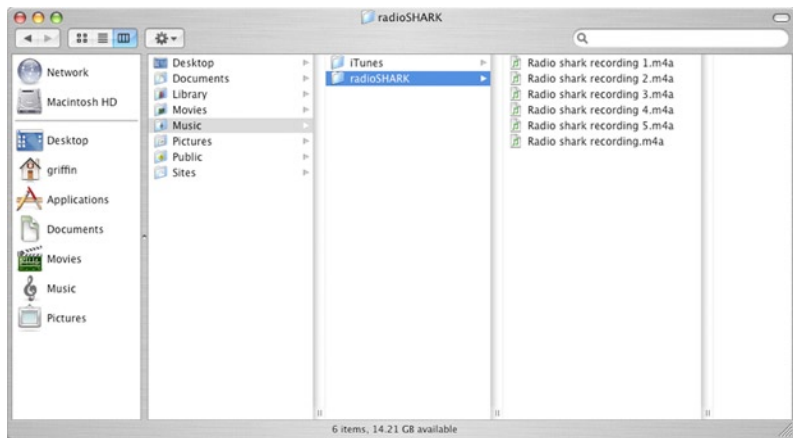 radioSHARK
Network
Macintosh HD
Desktop
griffin
Applications
Documents
Movies
Music
Pictures
Desktop
Documents
Library
Movies
Music
Pictures
Public
Sites
iTunes
radioSHARK
Radio shark recording 1.m4a
Radio shark recording 2.m4a
Radio shark recording 3.m4a
Radio shark recording 4.m4a
Radio shark recording 5.m4a
Radio shark recording.m4a
6 items, 14.21 GB available